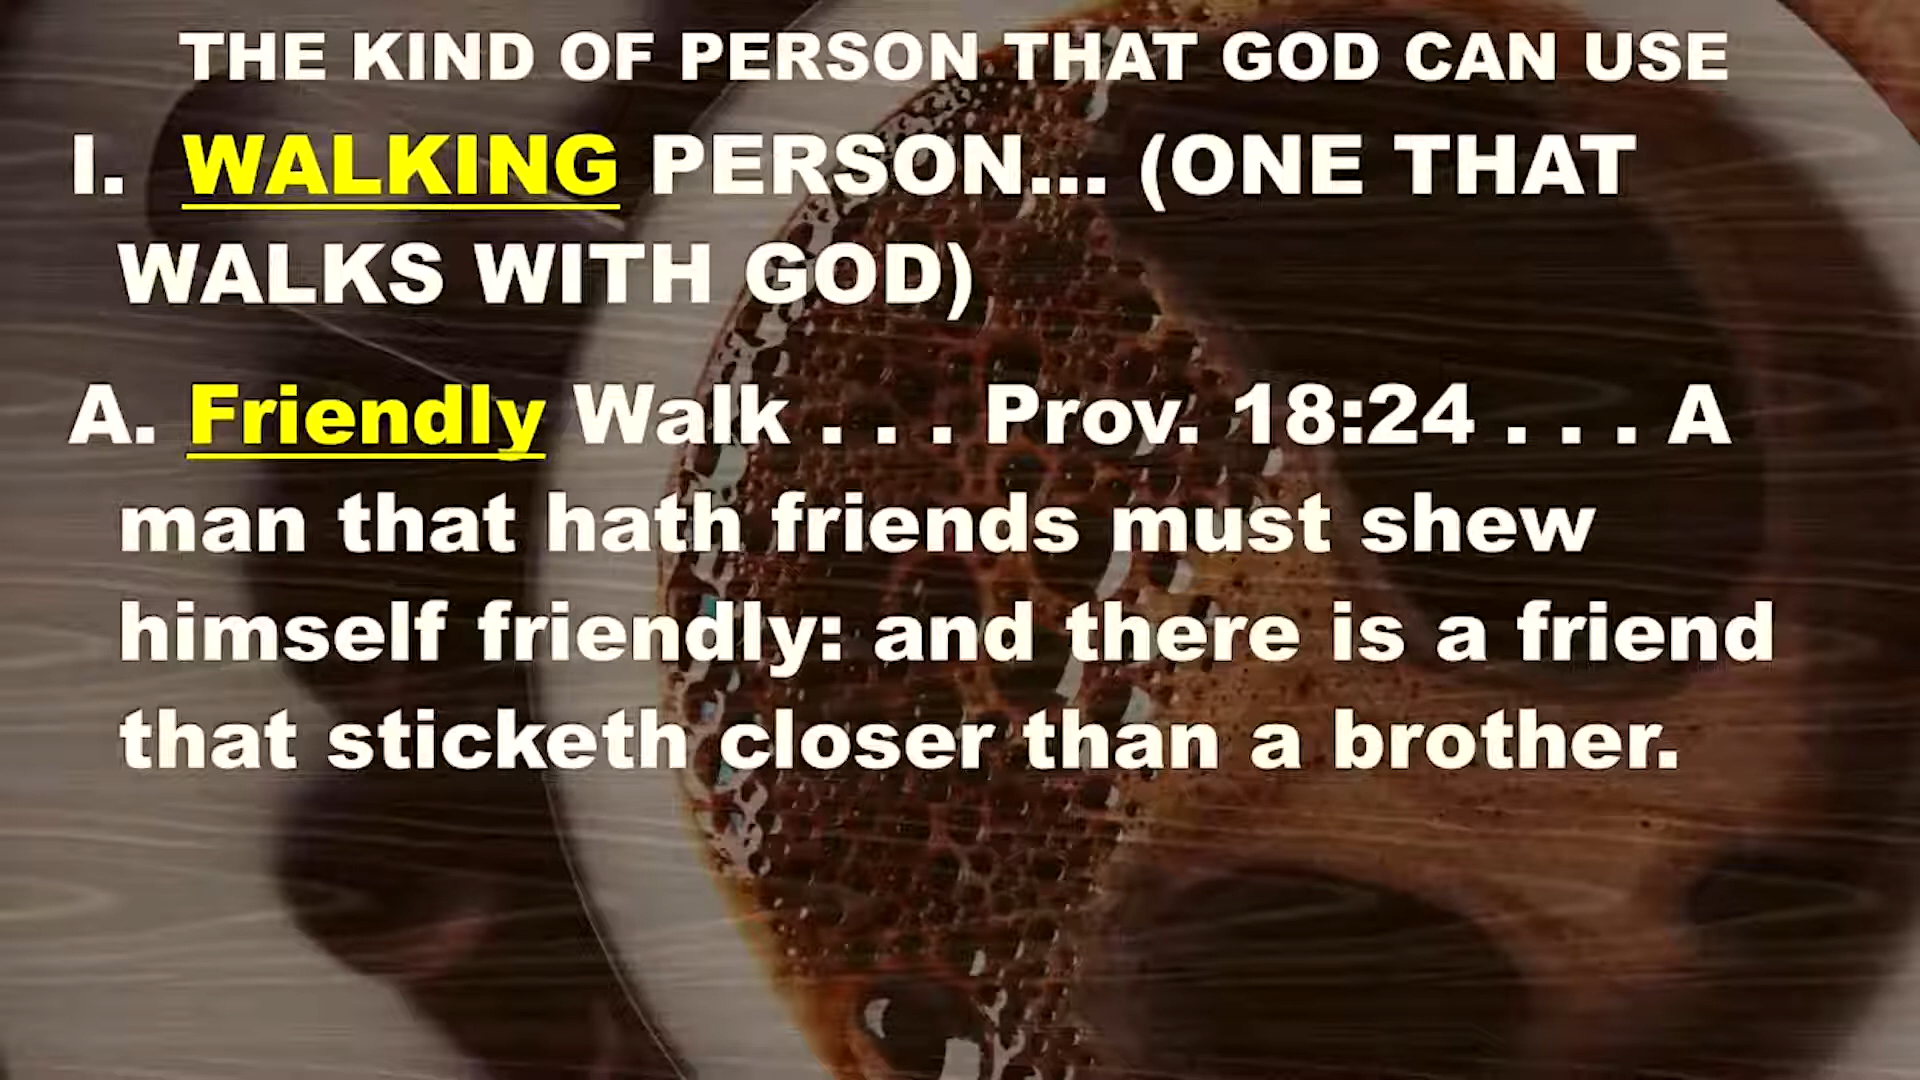 THE KIND OF PERSON THAT GOD CAN USE
I. WALKING PERSON... (ONE THAT
WALKS WITH GOD)
A. Friendly Walk . . . Prov. 18:24 . . . A
man that hath friends must shew
himself friendly: and there is a friend
that sticketh closer than a brother.